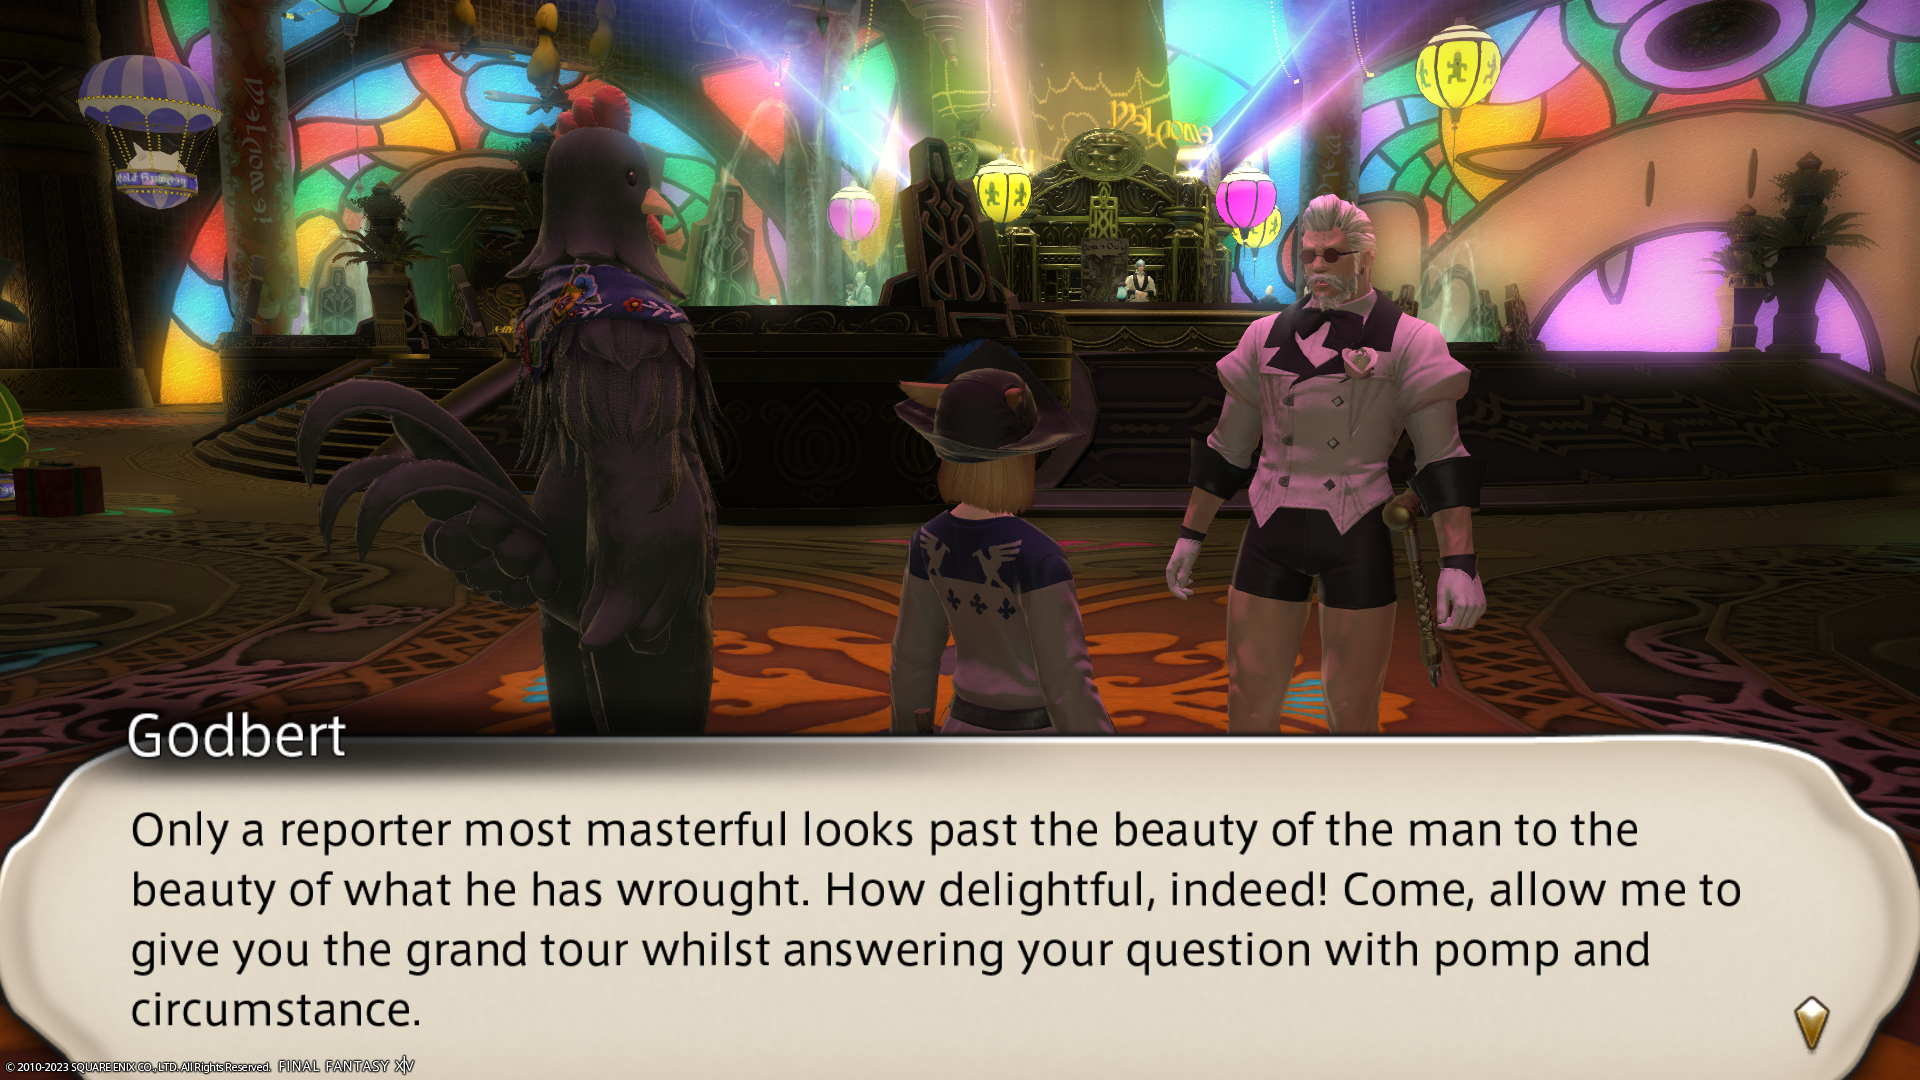 Welcome
Godbert
Only a reporter most masterful looks past the beauty of the man to the
beauty of what he has wrought. How delightful, indeed! Come, allow me to
give you the grand tour whilst answering your question with pomp and
circumstance.
© 2010-2023 SQUARE ENIX CO., LTD. All Rights Reserved. FINAL FANTASY XIV